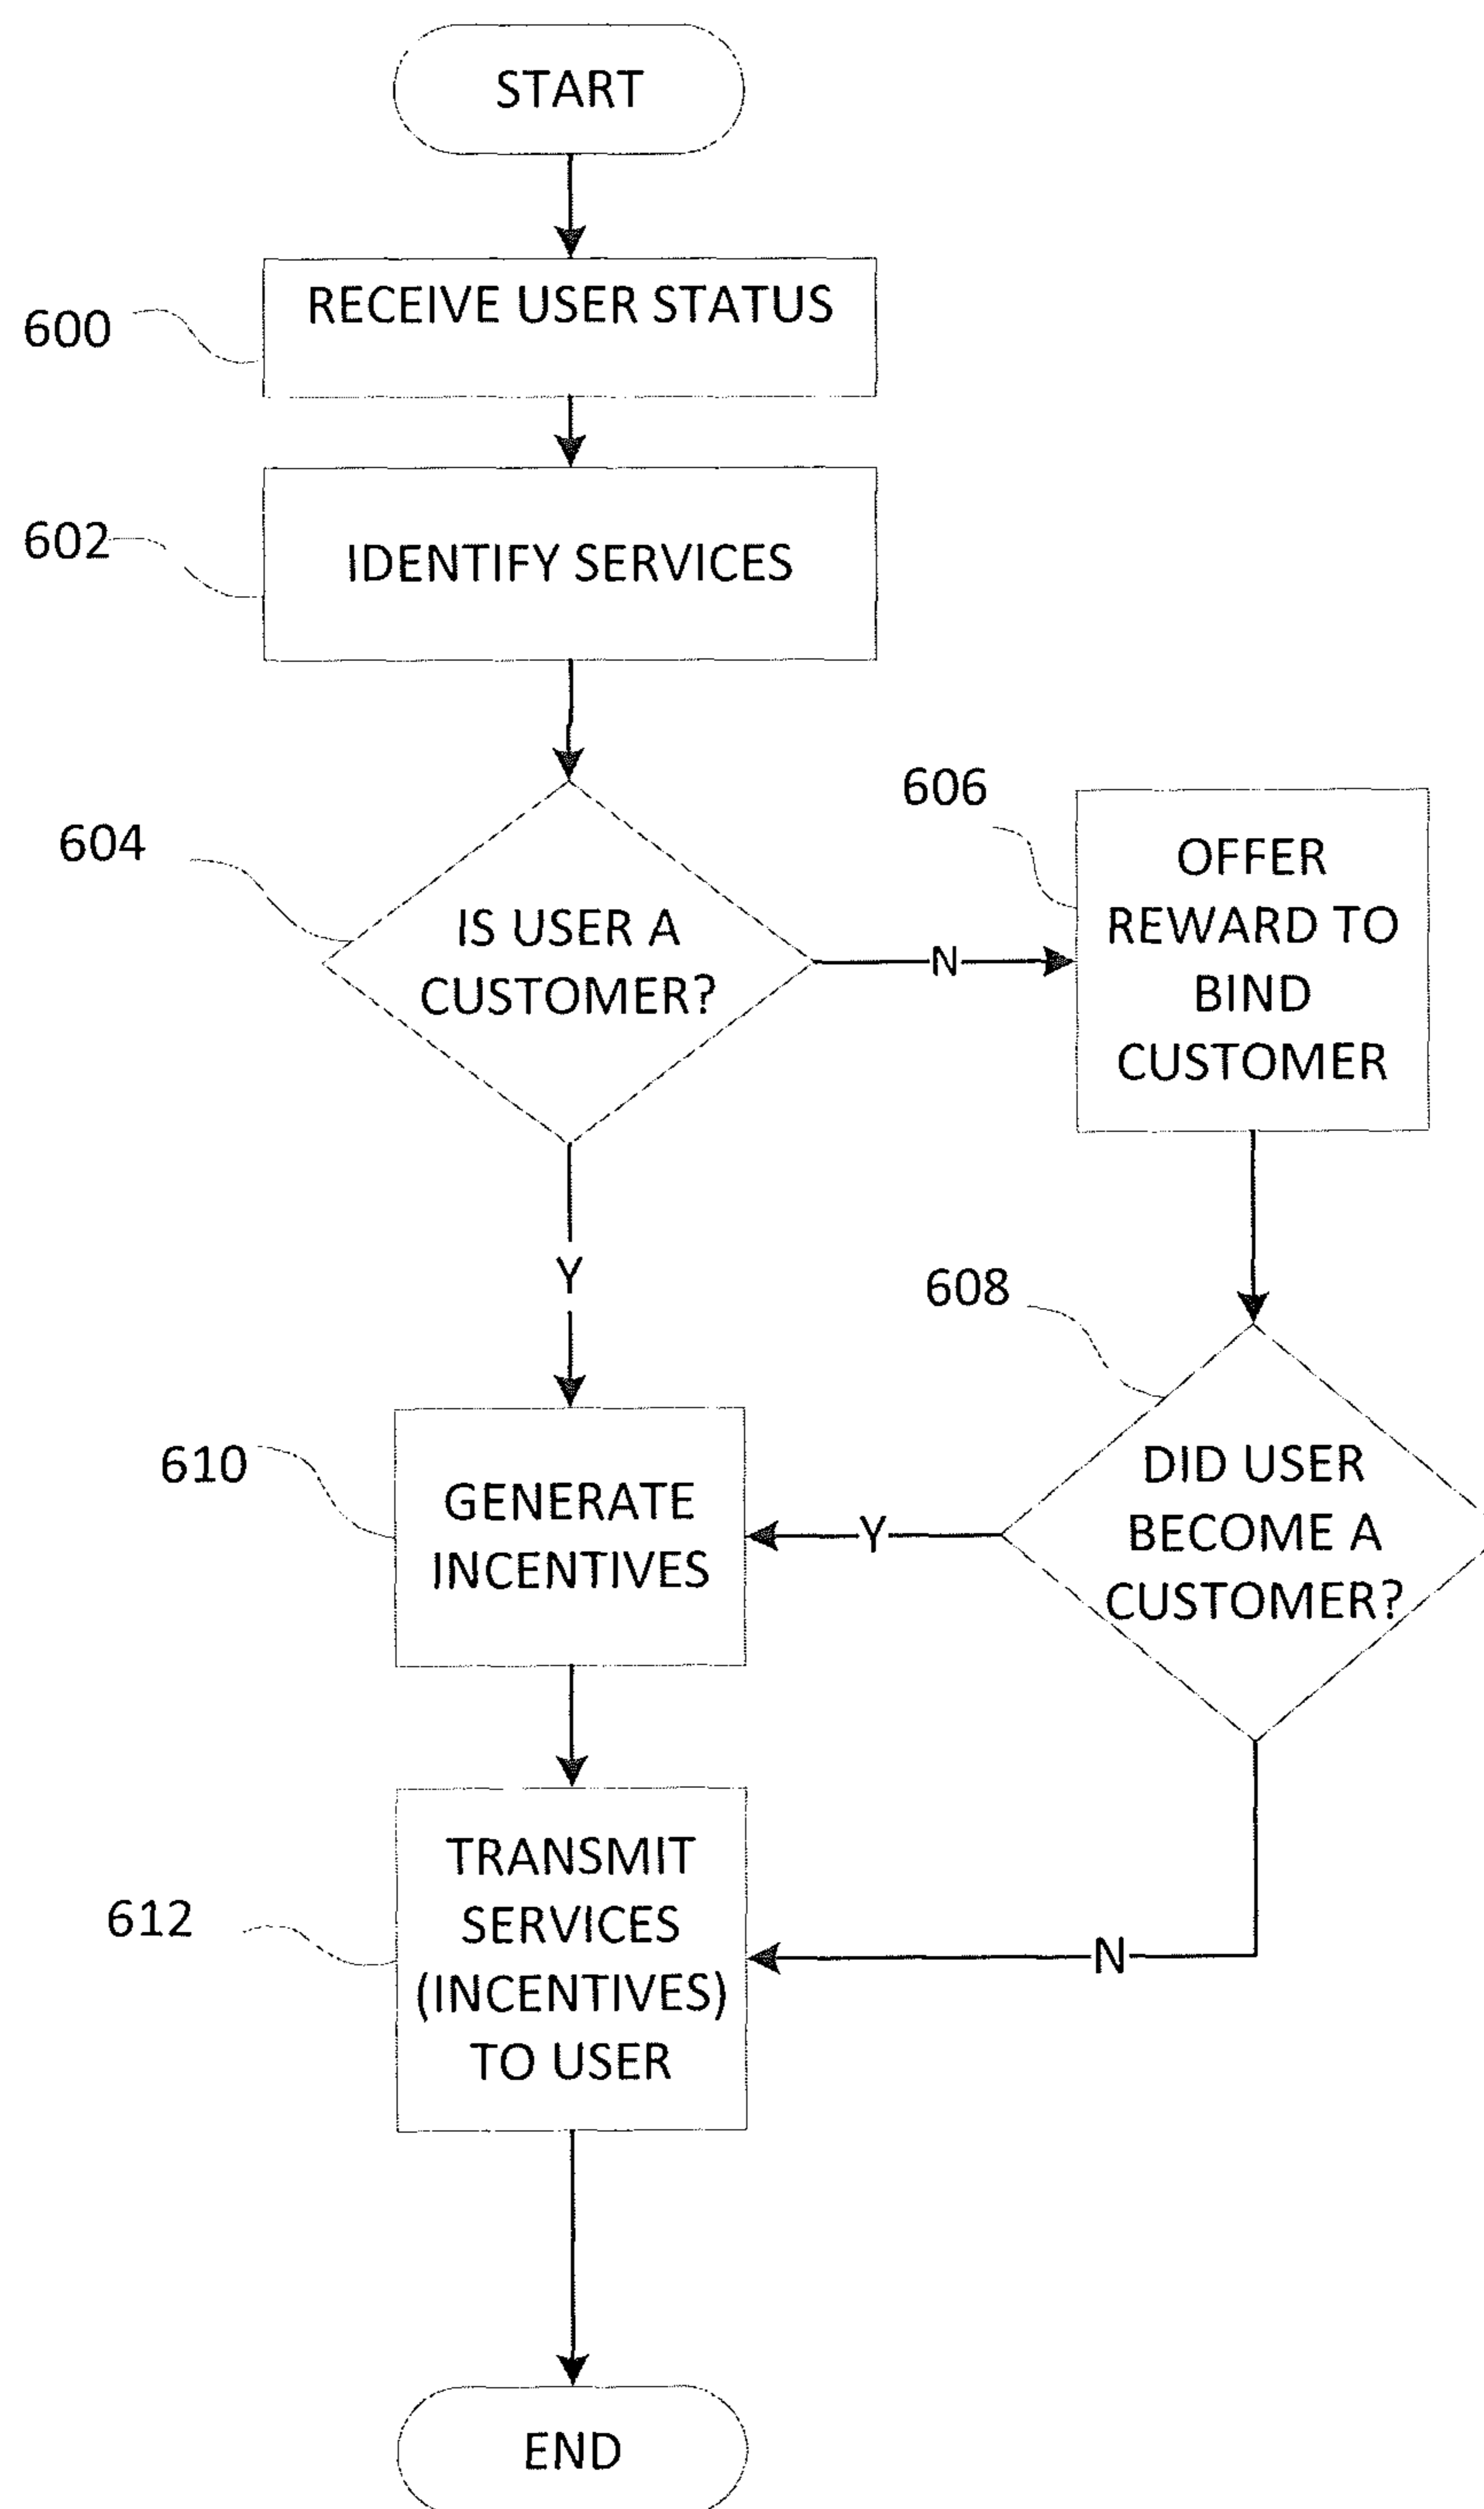 START
600
RECEIVE USER STATUS
602
IDENTIFY SERVICES
604
IS USER A
CUSTOMER?
N
606
OFFER
REWARD TO
BIND
CUSTOMER
Y
608
DID USER
BECOME A
CUSTOMER?
Y
610
GENERATE
INCENTIVES
N
612
TRANSMIT
SERVICES
(INCENTIVES)
TO USER
END